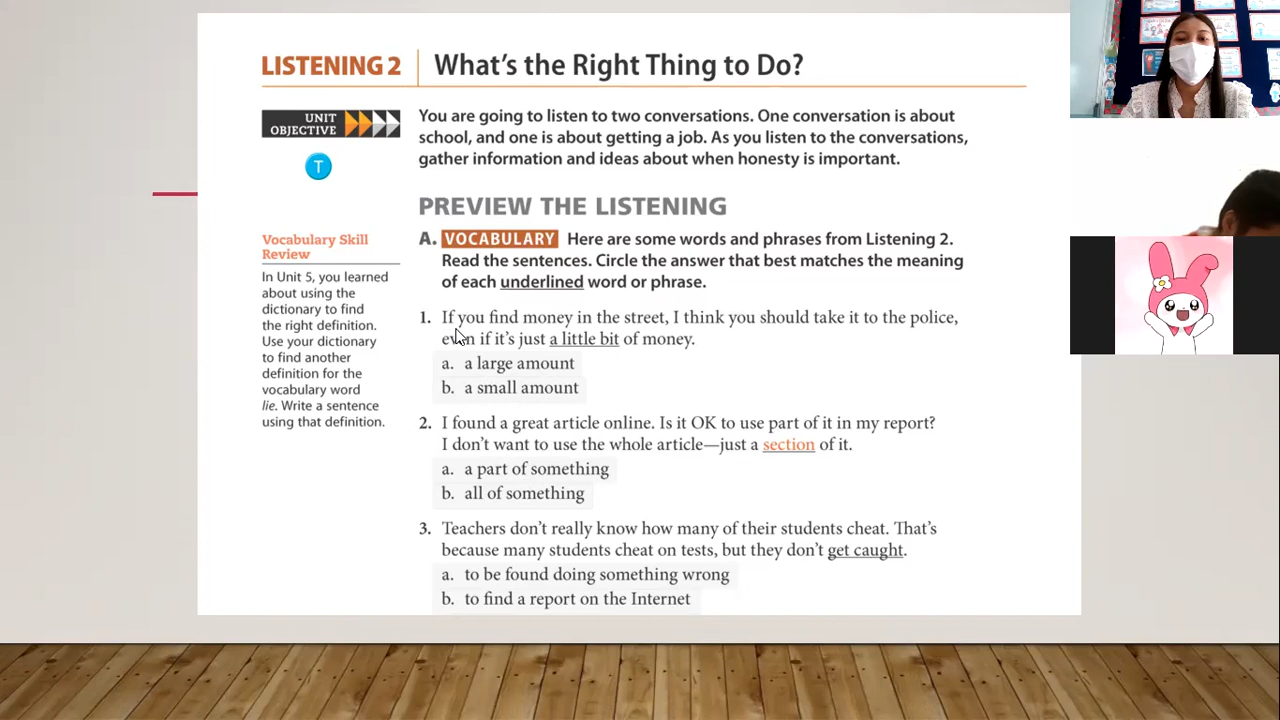 LISTENING 2
What's the Right Thing to Do?
UNIT
OBJECTIVE
T
You are going to listen to two conversations. One conversation is about
school, and one is about getting a job. As you listen to the conversations,
gather information and ideas about when honesty is important.
PREVIEW THE LISTENING
Vocabulary Skill
Review
In Unit 5, you learned
about using the
dictionary to find
the right definition.
Use your dictionary
to find another
definition for the
vocabulary word
lie. Write a sentence
using that definition.
A. VOCABULARY Here are some words and phrases from Listening 2.
Read the sentences. Circle the answer that best matches the meaning
of each underlined word or phrase.
1. If you find money in the street, I think you should take it to the police,
even if it's just a little bit of money.
a. a large amount
b. a small amount
2. I found a great article online. Is it OK to use part of it in my report?
I don't want to use the whole article—just a section of it.
a. a part of something
b. all of something
3. Teachers don't really know how many of their students cheat. That's
because many students cheat on tests, but they don't get caught.
a. to be found doing something wrong
b. to find a report on the Internet